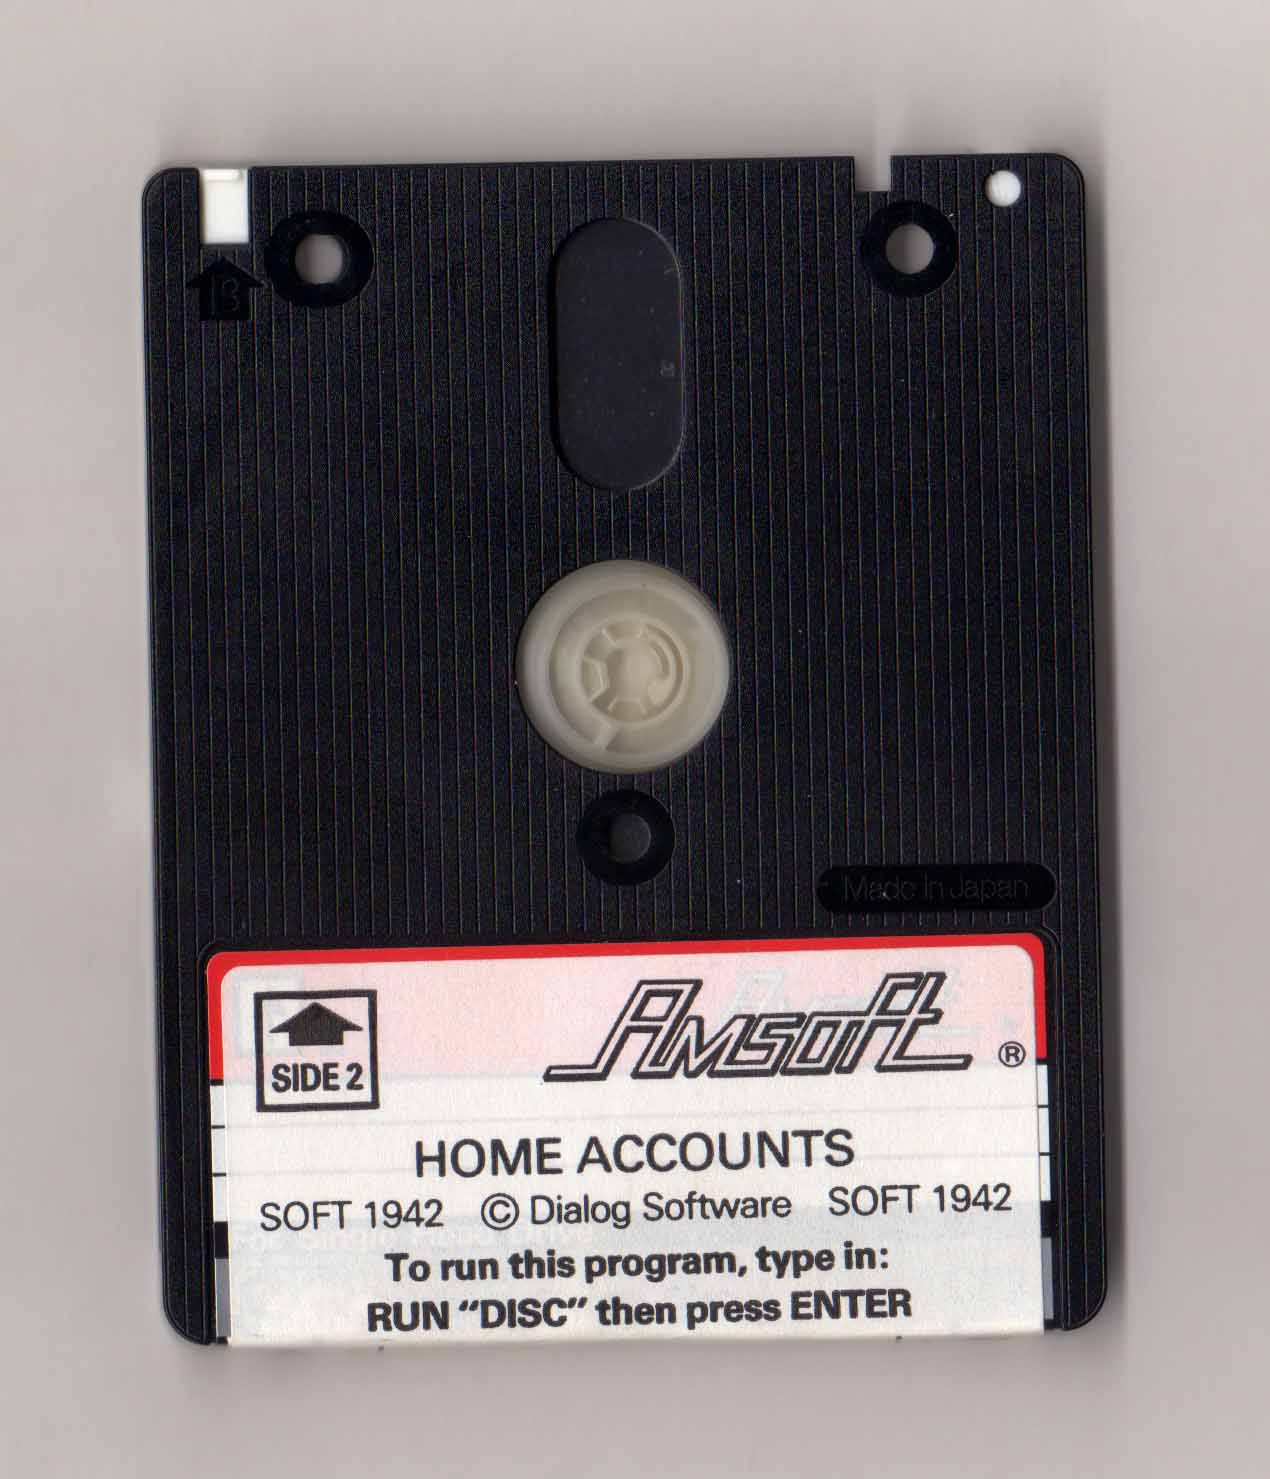 B
Made In Japan
SIDE 2
Amsoft ®
HOME ACCOUNTS
SOFT 1942 © Dialog Software SOFT 1942
To run this program, type in:
RUN “DISC” then press ENTER